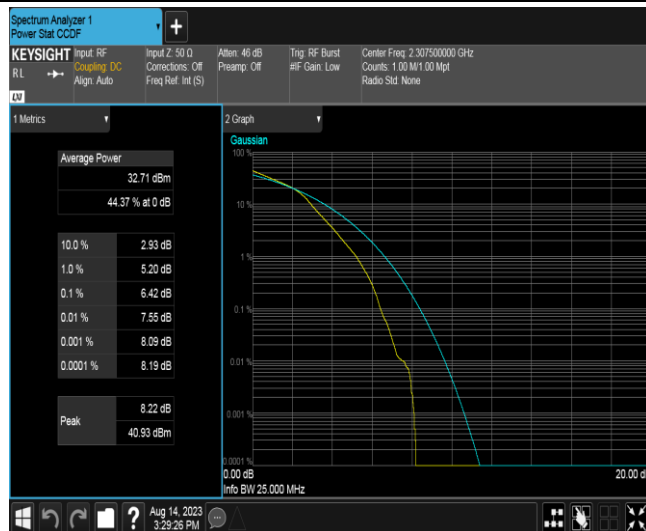 Spectrum Analyzer 1
Power Stat CCDF
+
KEYSIGHT
RL
LXI
Input: RF
Coupling: DC
Align: Auto
Input Z: 50 Ω
Corrections: Off
Freq Ref: Int (S)
Atten: 46 dB
Preamp: Off
Trig: RF Burst
#IF Gain: Low
Center Freq: 2.307500000 GHz
Counts: 1.00 M/1.00 Mpt
Radio Std: None
1 Metrics
Average Power
32.71 dBm
44.37 % at 0 dB
10.0 % 2.93 dB
1.0 % 5.20 dB
0.1 % 6.42 dB
0.01 % 7.55 dB
0.001 % 8.09 dB
0.0001 % 8.19 dB
Peak
8.22 dB
40.93 dBm
2 Graph
Gaussian
100 %
10 %
1 %
0.1 %
0.01 %
0.001 %
0.0001 %
0.00 dB
20.00 d
Info BW 25.000 MHz
?
Aug 14, 2023
3:29:26 PM